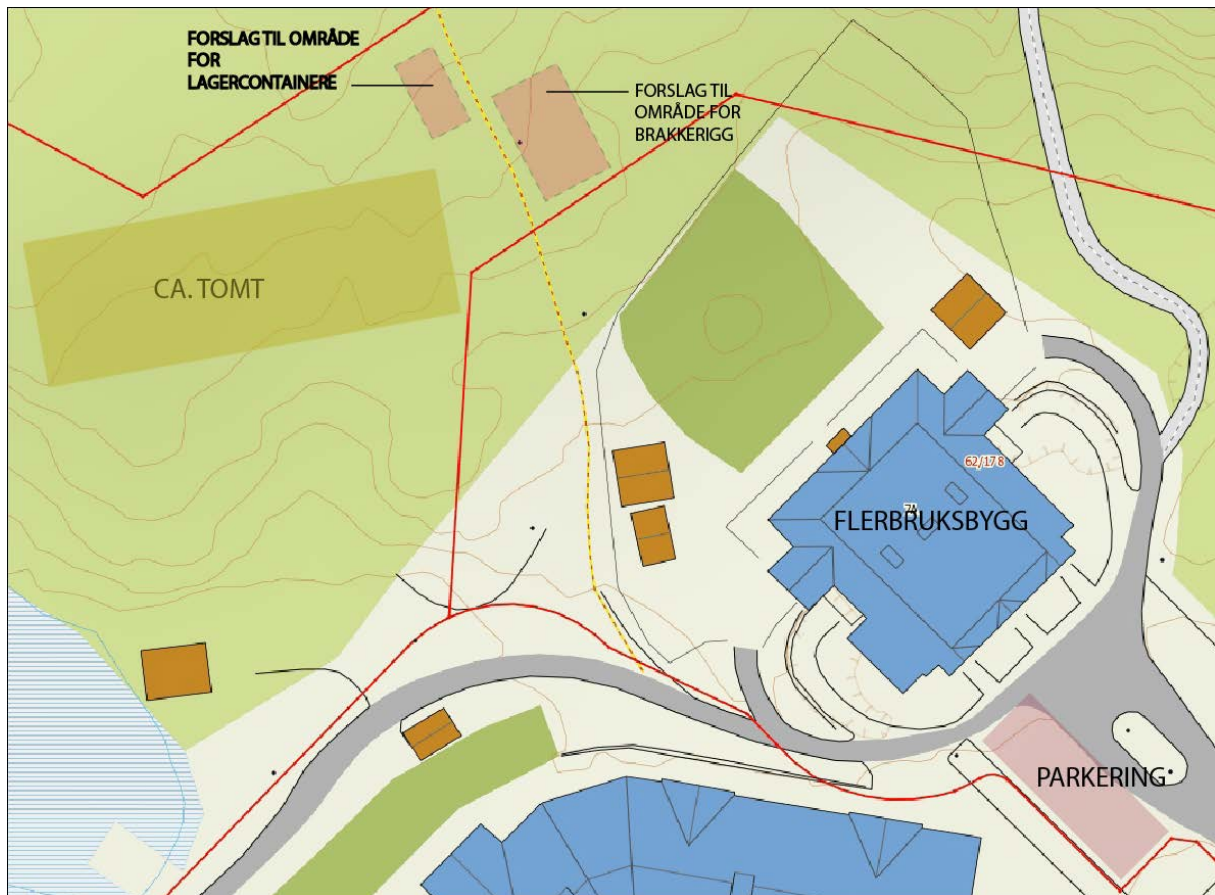 FORSLAG TIL OMRÅDE
FOR
LAGERCONTAINERE
FORSLAG TIL
OMRÅDE FOR
BRAKKERIGG
CA. TOMT
62/178
FLERBRUKSBYGG
PARKERING